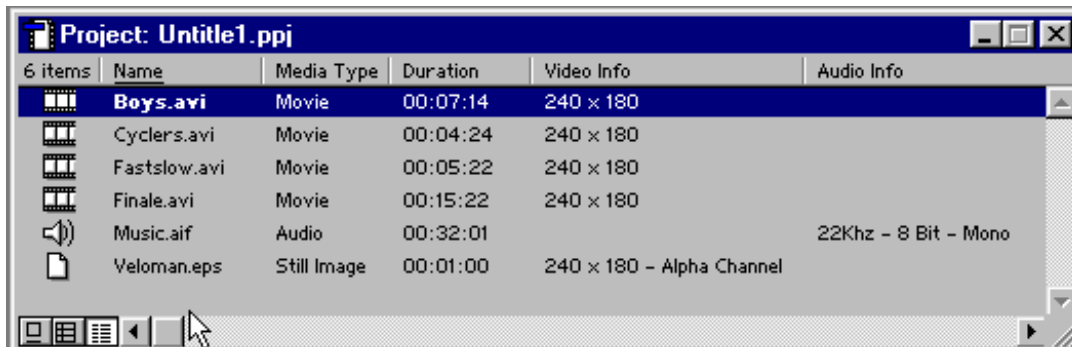 Project: Untitle1.ppj
6 items Name Media Type Duration Video Info Audio Info
Boys.avi Movie 00:07:14 240 x 180
Cyclers.avi Movie 00:04:24 240 x 180
Fastslow.avi Movie 00:05:22 240 x 180
Finale.avi Movie 00:15:22 240 x 180
Music.aif Audio 00:32:01 22Khz - 8 Bit - Mono
Veloman.eps Still Image 00:01:00 240 x 180 - Alpha Channel